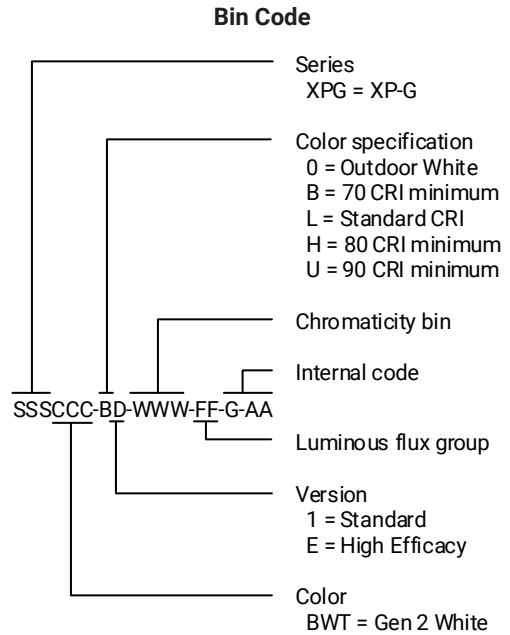 Bin Code
Series
XPG = XP-G
Color specification
0 = Outdoor White
B = 70 CRI minimum
L = Standard CRI
H = 80 CRI minimum
U = 90 CRI minimum
Chromaticity bin
Internal code
SSSCCC-BD-WWW-FF-G-AA
Luminous flux group
Version
1 = Standard
E = High Efficacy
Color
BWT = Gen 2 White